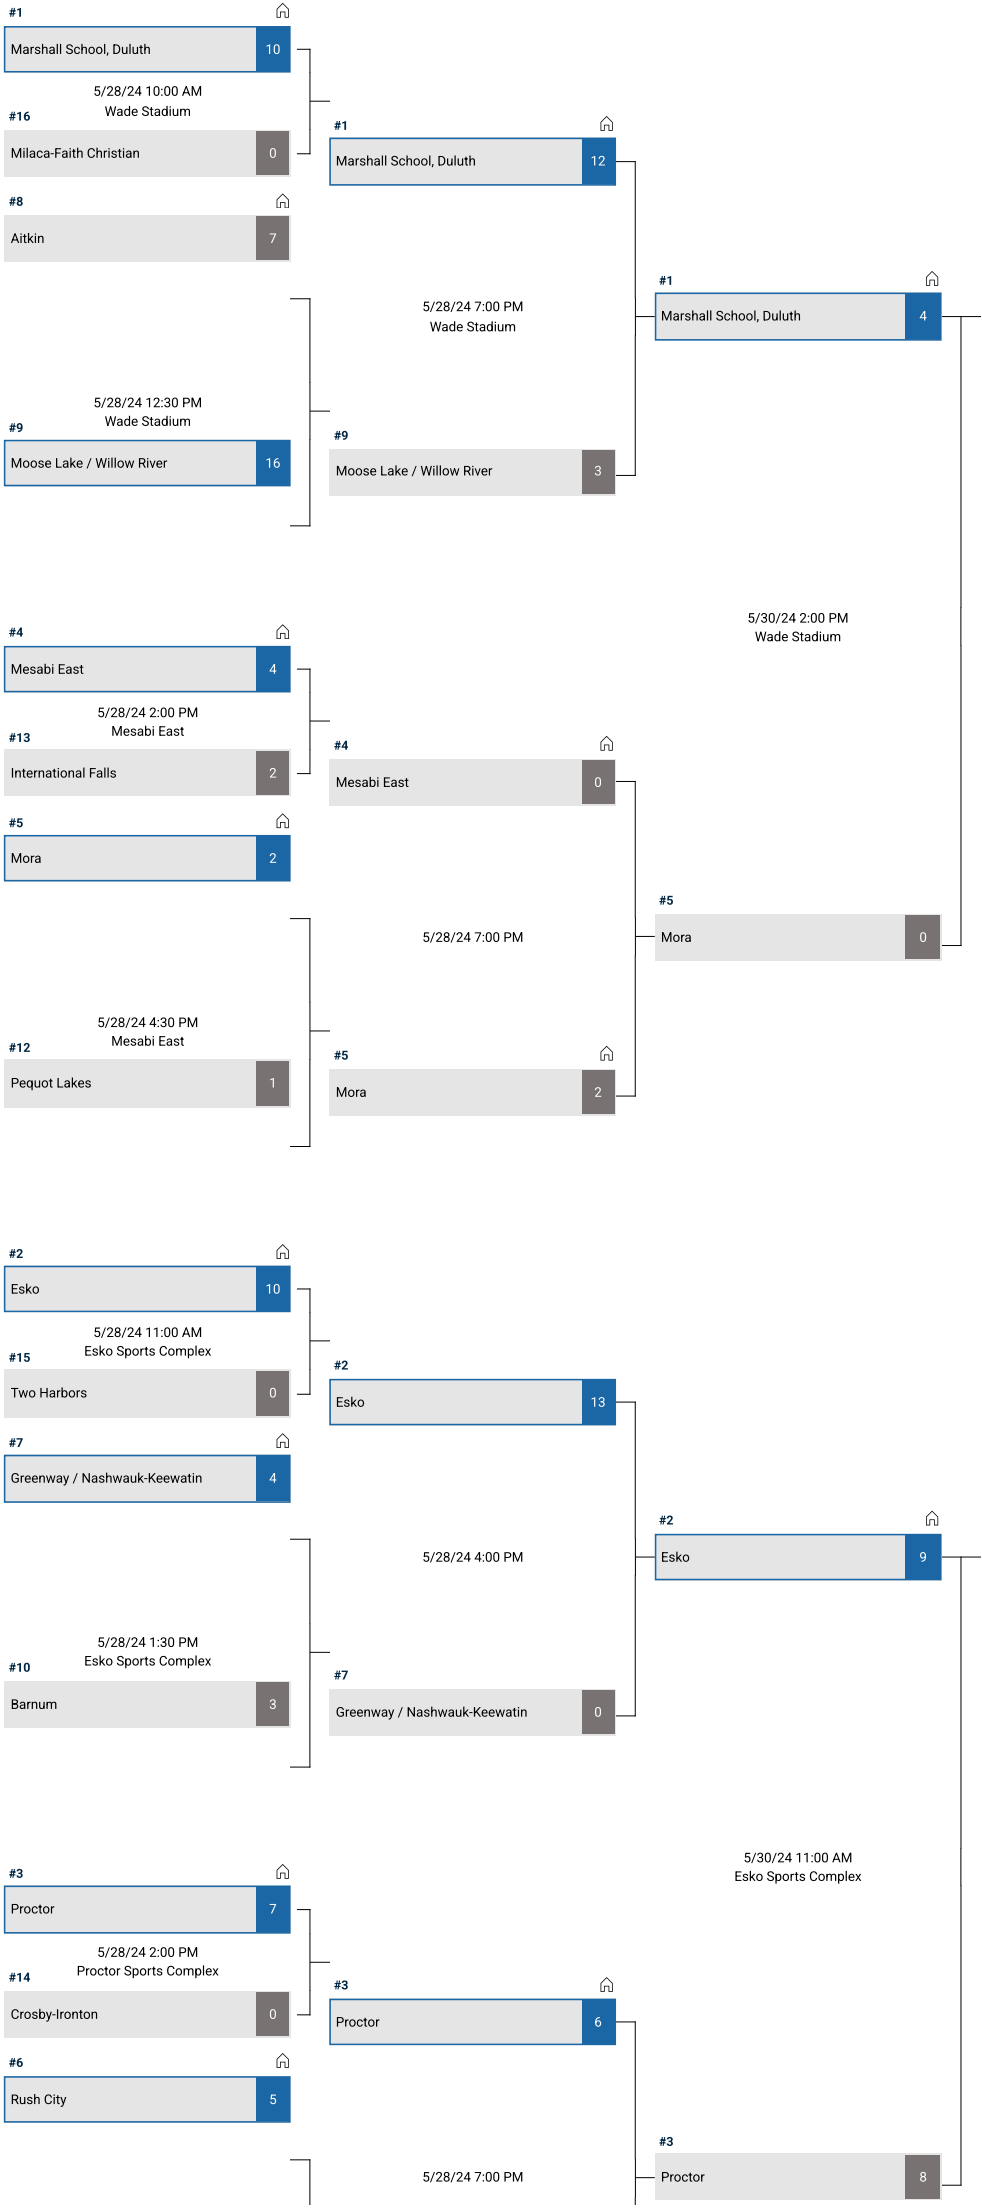 #1
Marshall School, Duluth 10
5/28/24 10:00 AM
Wade Stadium
#16
Milaca-Faith Christian 0
#8
Aitkin 7
5/28/24 12:30 PM
Wade Stadium
#9
Moose Lake / Willow River 16
#4
Mesabi East 4
5/28/24 2:00 PM
Mesabi East
#13
International Falls 2
#5
Mora 2
5/28/24 4:30 PM
Mesabi East
#12
Pequot Lakes 1
#2
Esko 10
5/28/24 11:00 AM
Esko Sports Complex
#15
Two Harbors 0
#7
Greenway / Nashwauk-Keewatin 4
5/28/24 1:30 PM
Esko Sports Complex
#10
Barnum 3
#3
Proctor 7
5/28/24 2:00 PM
Proctor Sports Complex
#14
Crosby-Ironton 0
#6
Rush City 5
#1
Marshall School, Duluth 12
5/28/24 7:00 PM
Wade Stadium
#9
Moose Lake / Willow River 3
#4
Mesabi East 0
5/28/24 7:00 PM
#5
Mora 2
#2
Esko 13
5/28/24 4:00 PM
#7
Greenway / Nashwauk-Keewatin 0
#3
Proctor 6
5/28/24 7:00 PM
#1
Marshall School, Duluth 4
5/30/24 2:00 PM
Wade Stadium
#5
Mora 0
#2
Esko 9
5/30/24 11:00 AM
Esko Sports Complex
#3
Proctor 8